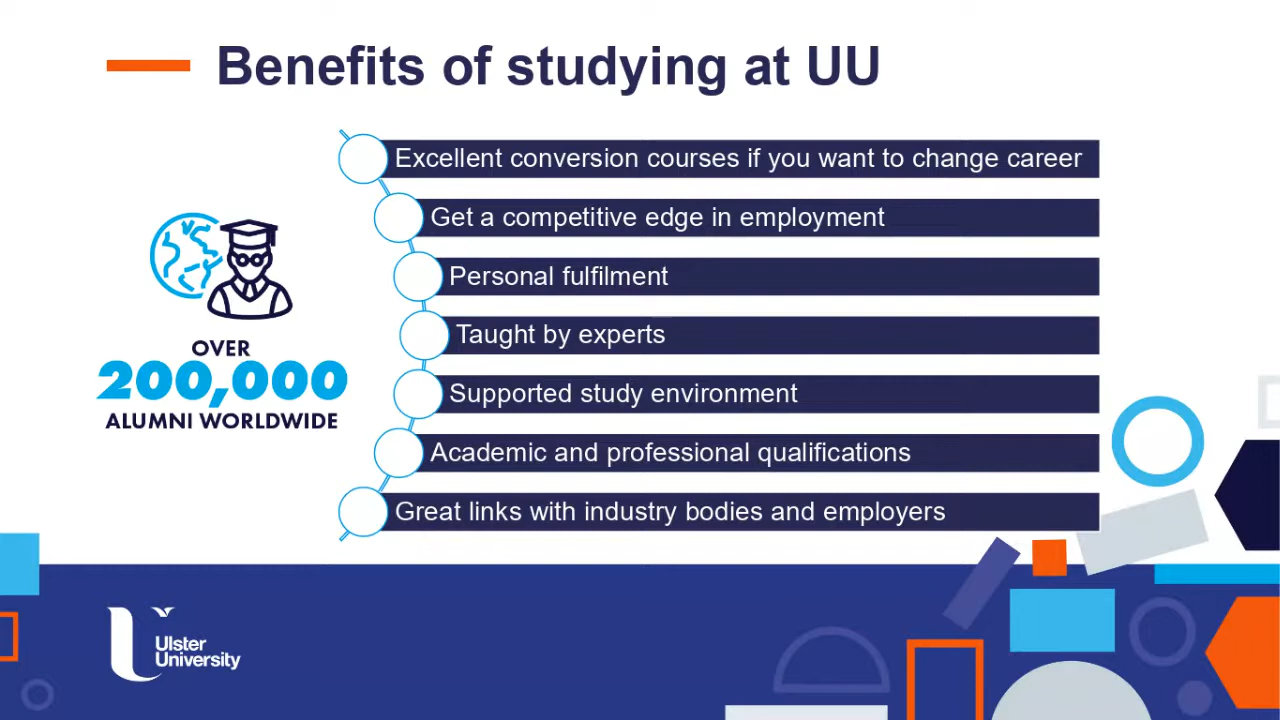 Benefits of studying at UU
Excellent conversion courses if you want to change career
Get a competitive edge in employment
Personal fulfilment
Taught by experts
Supported study environment
Academic and professional qualifications
Great links with industry bodies and employers
OVER
200,000
ALUMNI WORLDWIDE
Ulster
University